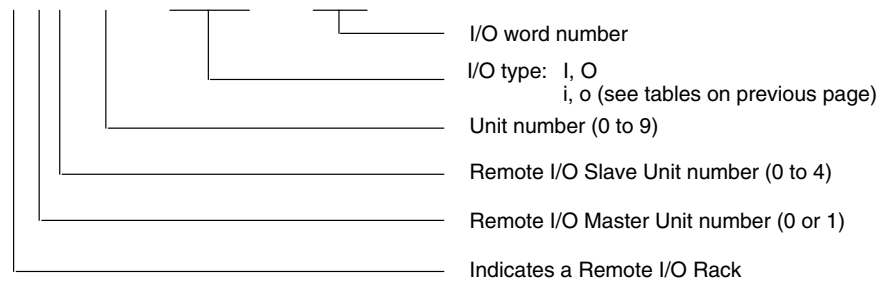 I/O word number
I/O type: I, O
i, o (see tables on previous page)
Unit number (0 to 9)
Remote I/O Slave Unit number (0 to 4)
Remote I/O Master Unit number (0 or 1)
Indicates a Remote I/O Rack